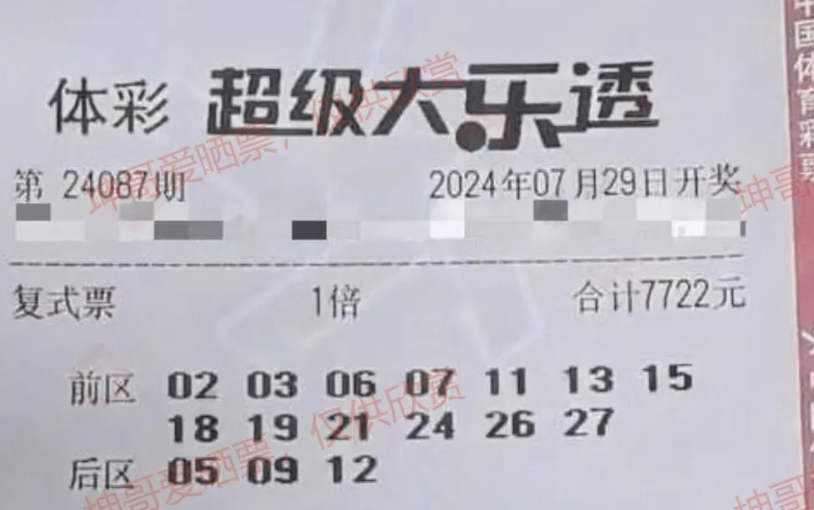 体彩 超级大乐透
第 24087期 2024年07月29日开奖
复式票 1倍 合计7722元
前区 02 03 06 07 11 13 15
18 19 21 24 26 27
后区 05 09 12
中国体育彩票
坤哥爱晒票，仅供欣赏
坤哥爱晒票，仅供欣赏
坤哥
坤哥